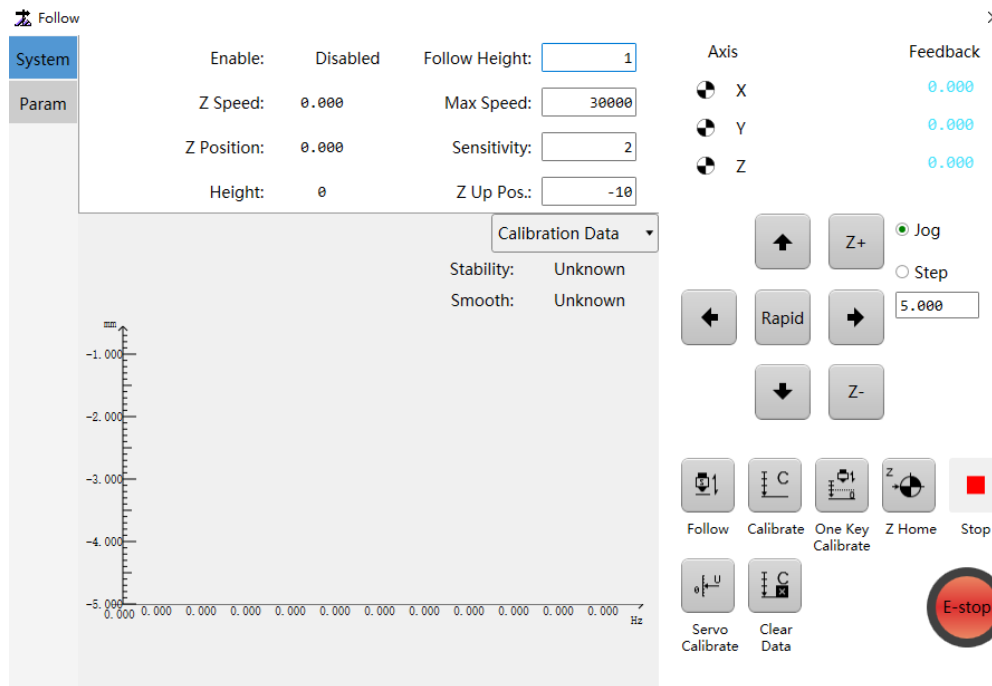 Follow
System
Param
Enable: Disabled Follow Height: 1
Z Speed: 0.000 Max Speed: 30000
Z Position: 0.000 Sensitivity: 2
Height: 0 Z Up Pos.: -10
Calibration Data
Stability: Unknown
Smooth: Unknown
mm
-1.000
-2.000
-3.000
-4.000
-5.000
0.000 0.000 0.000 0.000 0.000 0.000 0.000 0.000 0.000 0.000 0.000 0.000
Hz
Axis Feedback
X 0.000
Y 0.000
Z 0.000
Z+
Jog
Step
5.000
Rapid
Z-
Follow
C
Calibrate
One Key
Calibrate
Z
Z Home
Stop
0 U
Servo
Calibrate
C
Clear
Data
E-stop